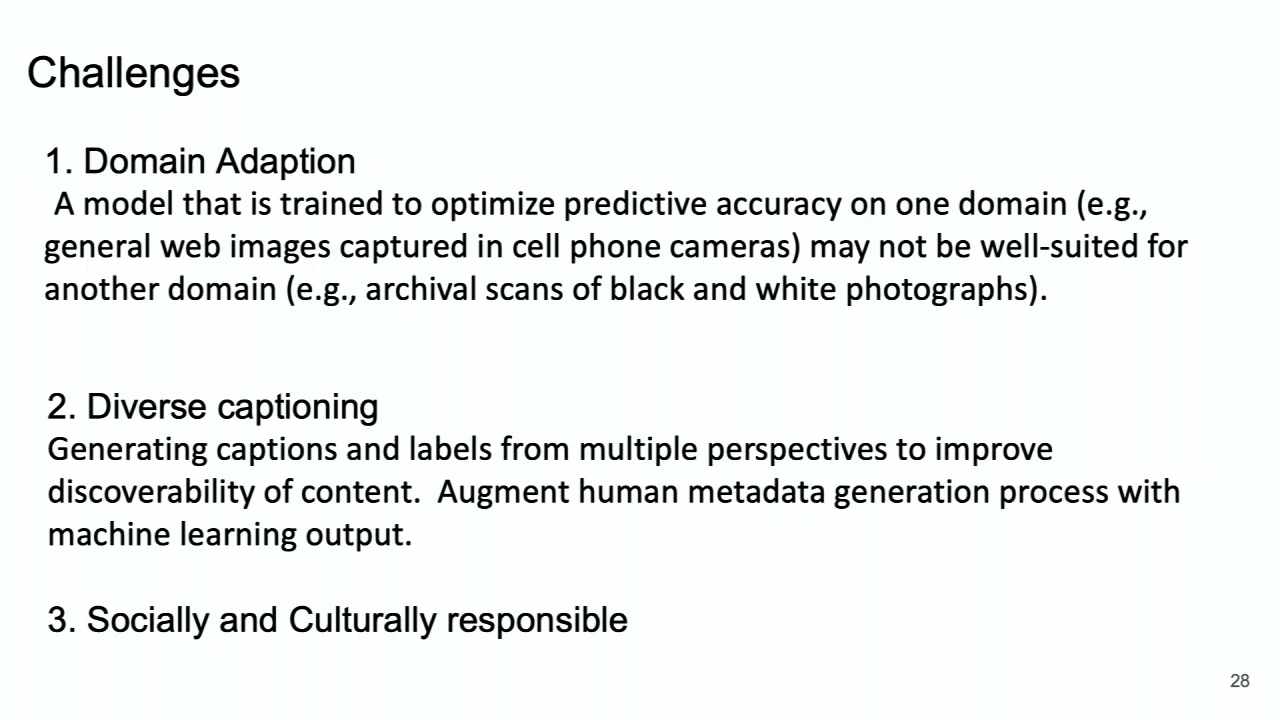 Challenges
1. Domain Adaption
A model that is trained to optimize predictive accuracy on one domain (e.g.,
general web images captured in cell phone cameras) may not be well-suited for
another domain (e.g., archival scans of black and white photographs).
2. Diverse captioning
Generating captions and labels from multiple perspectives to improve
discoverability of content.  Augment human metadata generation process with
machine learning output.
3. Socially and Culturally responsible
28